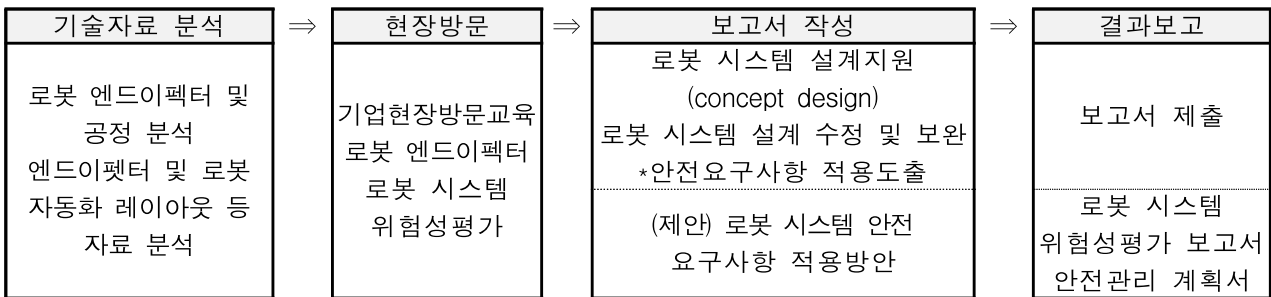 기술자료 분석 ⇒ 현장방문 ⇒ 보고서 작성 ⇒ 결과보고
로봇 엔드이펙터 및
공정 분석
엔드이펫터 및 로봇
자동화 레이아웃 등
자료 분석
기업현장방문교육
로봇 엔드이펙터
로봇 시스템
위험성평가
로봇 시스템 설계지원
(concept design)
로봇 시스템 설계 수정 및 보완
*안전요구사항 적용도출
(제안) 로봇 시스템 안전
요구사항 적용방안
보고서 제출
로봇 시스템
위험성평가 보고서
안전관리 계획서